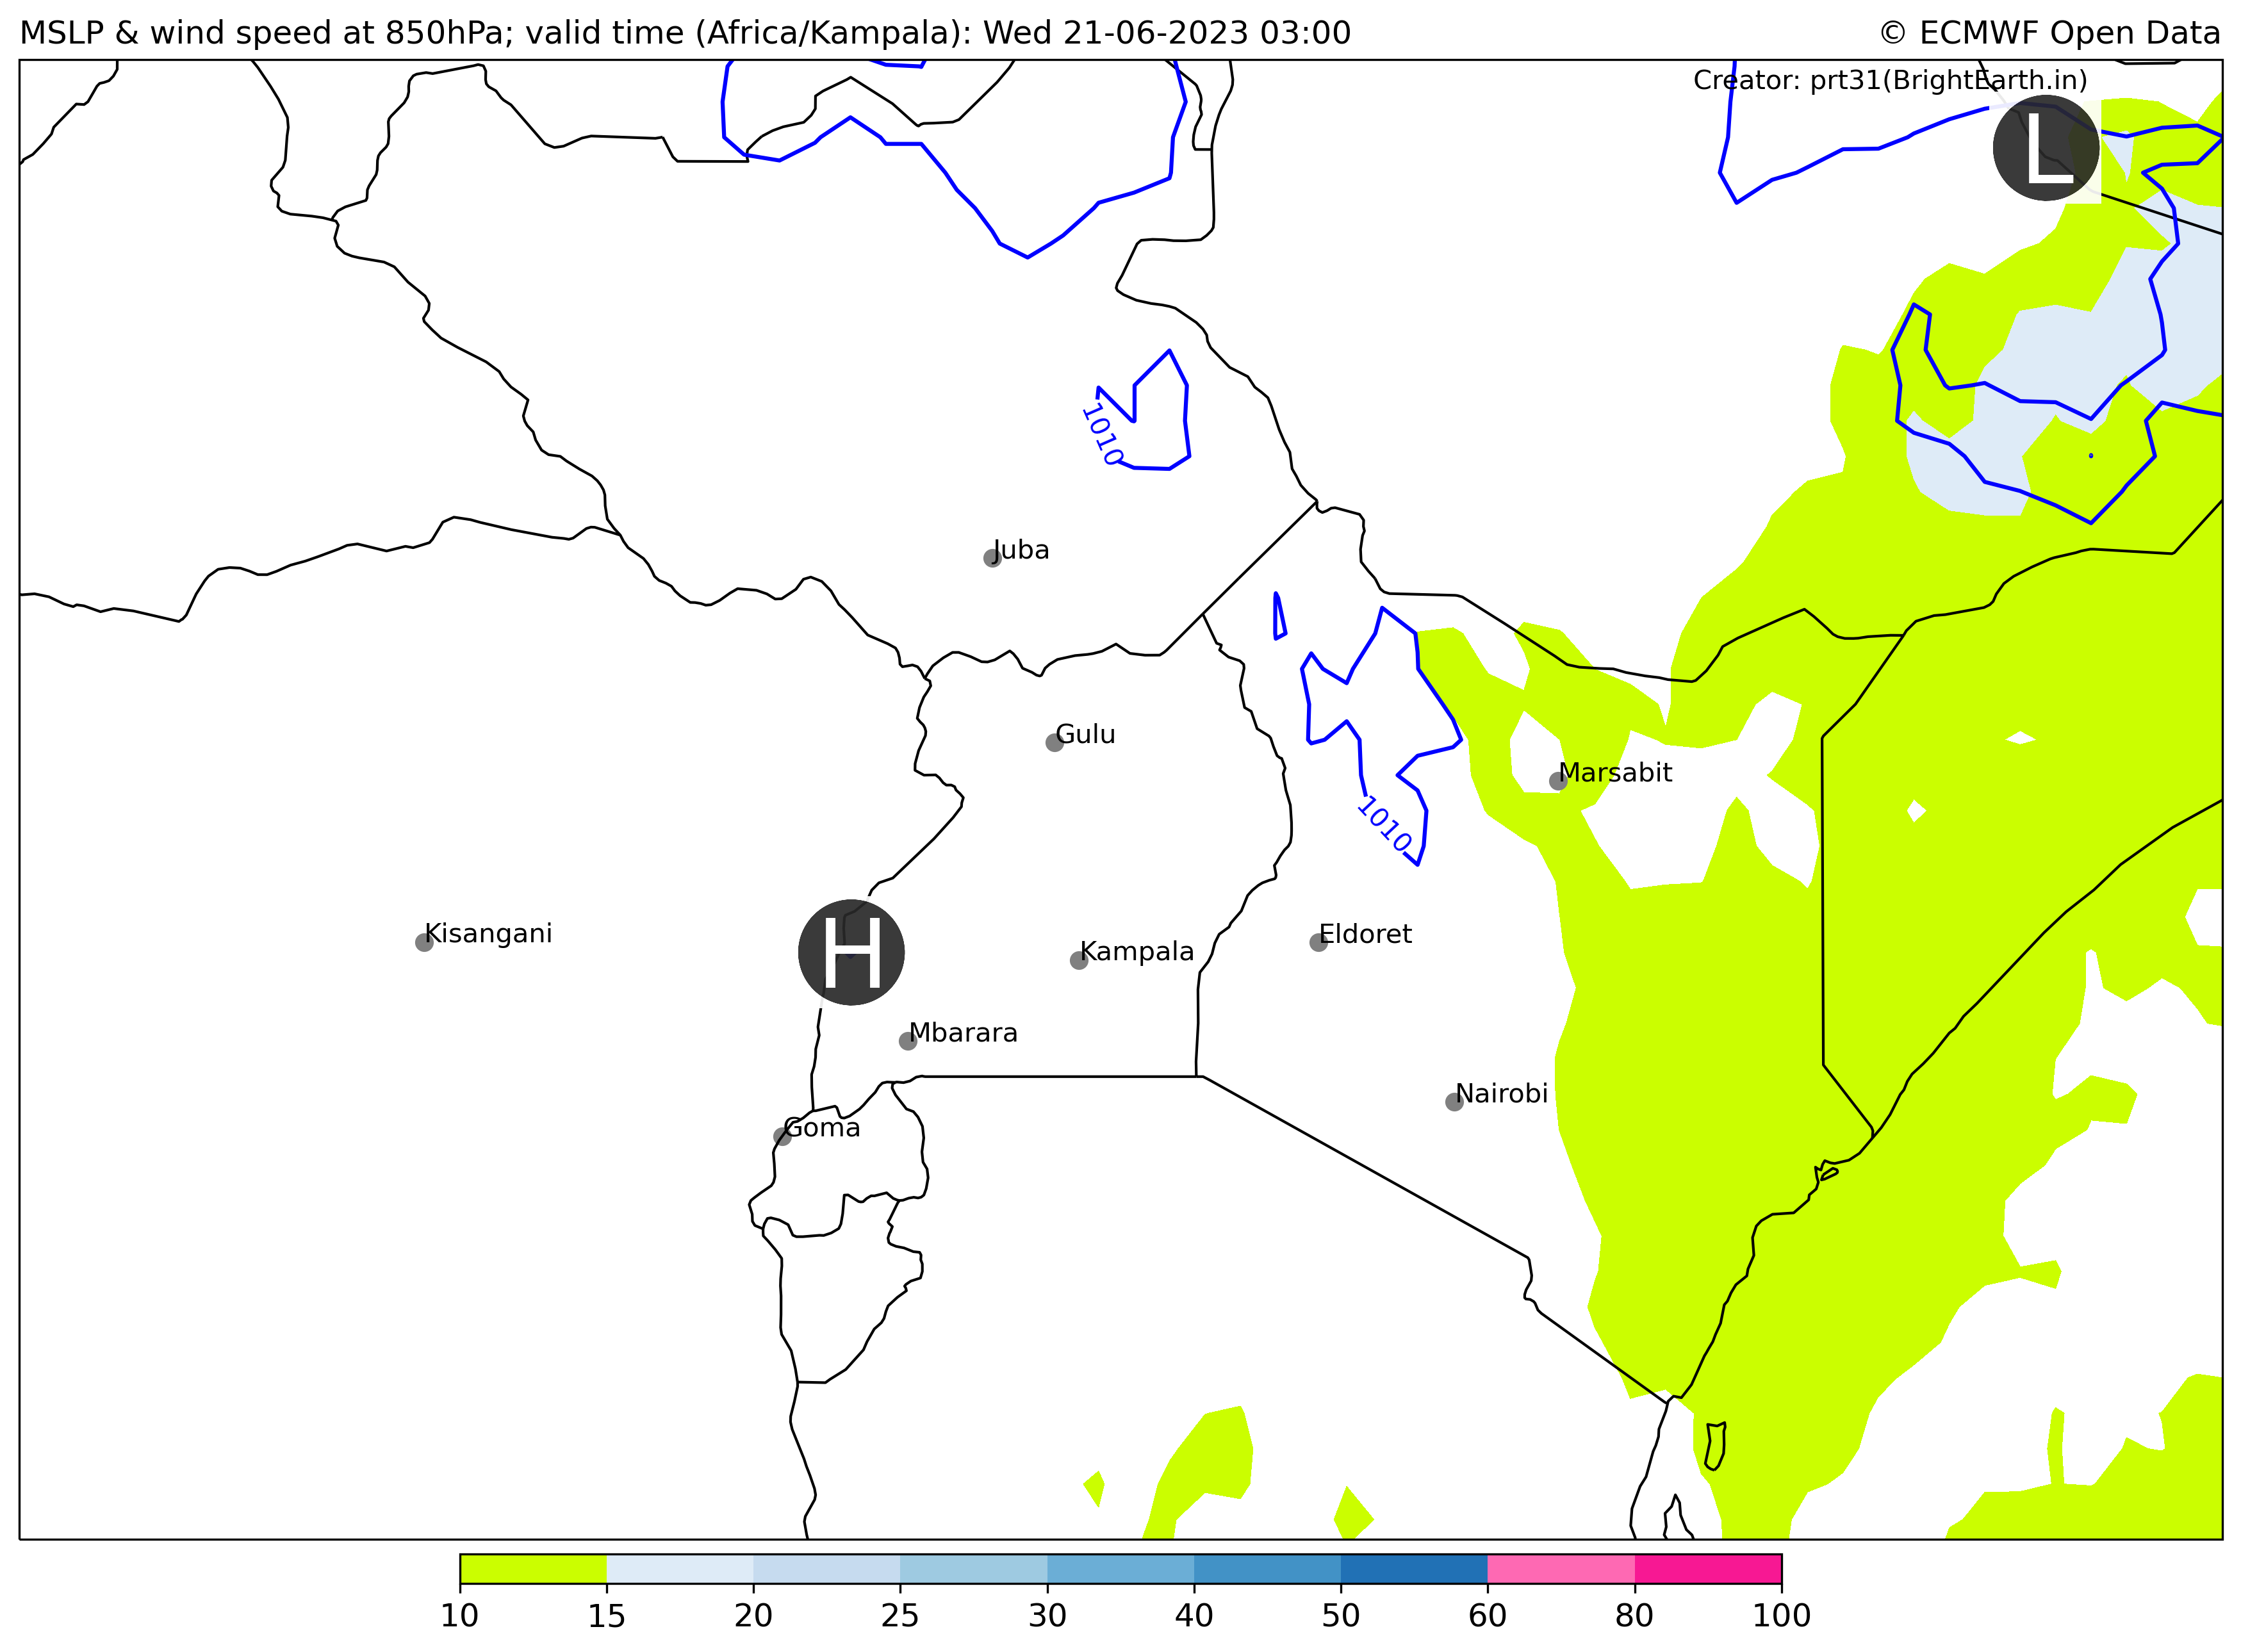 MSLP & wind speed at 850hPa; valid time (Africa/Kampala): Wed 21-06-2023 03:00
© ECMWF Open Data
Creator: prt31(BrightEarth.in)
L
1010
Juba
Gulu
Marsabit
1010
Kisangani
H
Kampala
Eldoret
Mbarara
Nairobi
Goma
10 15 20 25 30 40 50 60 80 100